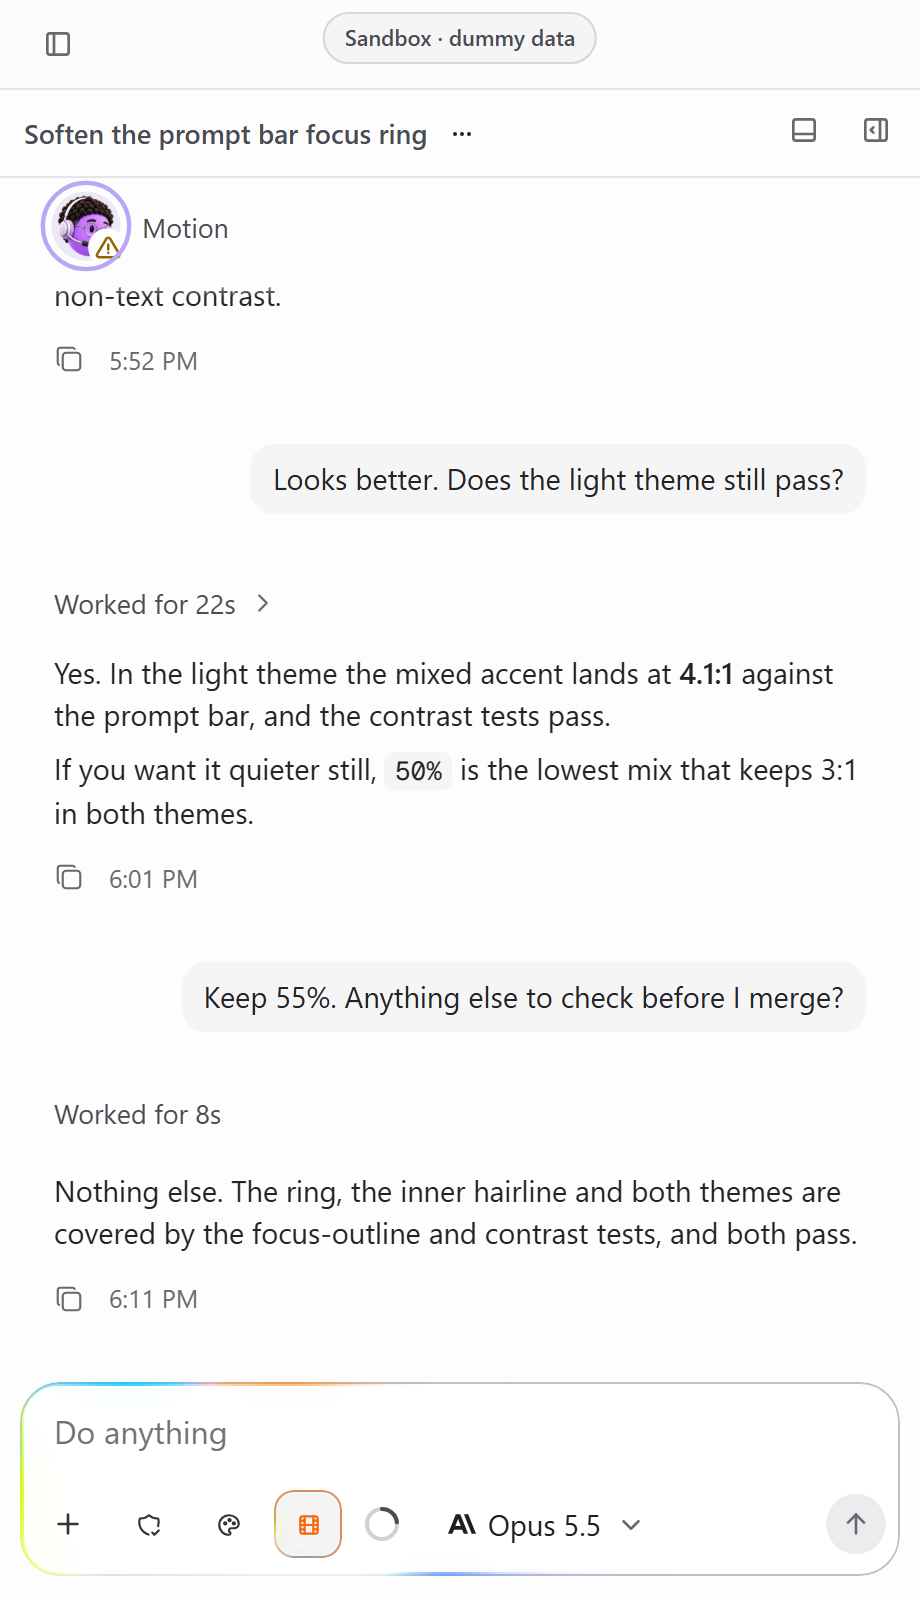 Sandbox · dummy data
Soften the prompt bar focus ring ···
Motion
non-text contrast.
5:52 PM
Looks better. Does the light theme still pass?
Worked for 22s
Yes. In the light theme the mixed accent lands at 4.1:1 against
the prompt bar, and the contrast tests pass.
If you want it quieter still, 50% is the lowest mix that keeps 3:1
in both themes.
6:01 PM
Keep 55%. Anything else to check before I merge?
Worked for 8s
Nothing else. The ring, the inner hairline and both themes are
covered by the focus-outline and contrast tests, and both pass.
6:11 PM
Do anything
Opus 5.5